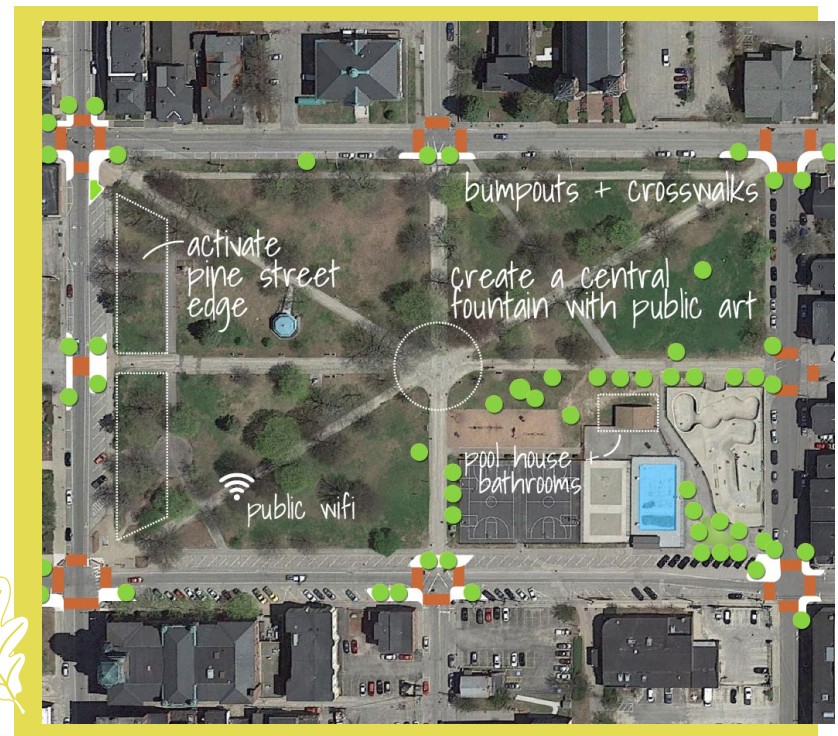 bumpouts + crosswalks
activate
pine street
edge
create a central
fountain with public art
pool house +
bathrooms
public wifi